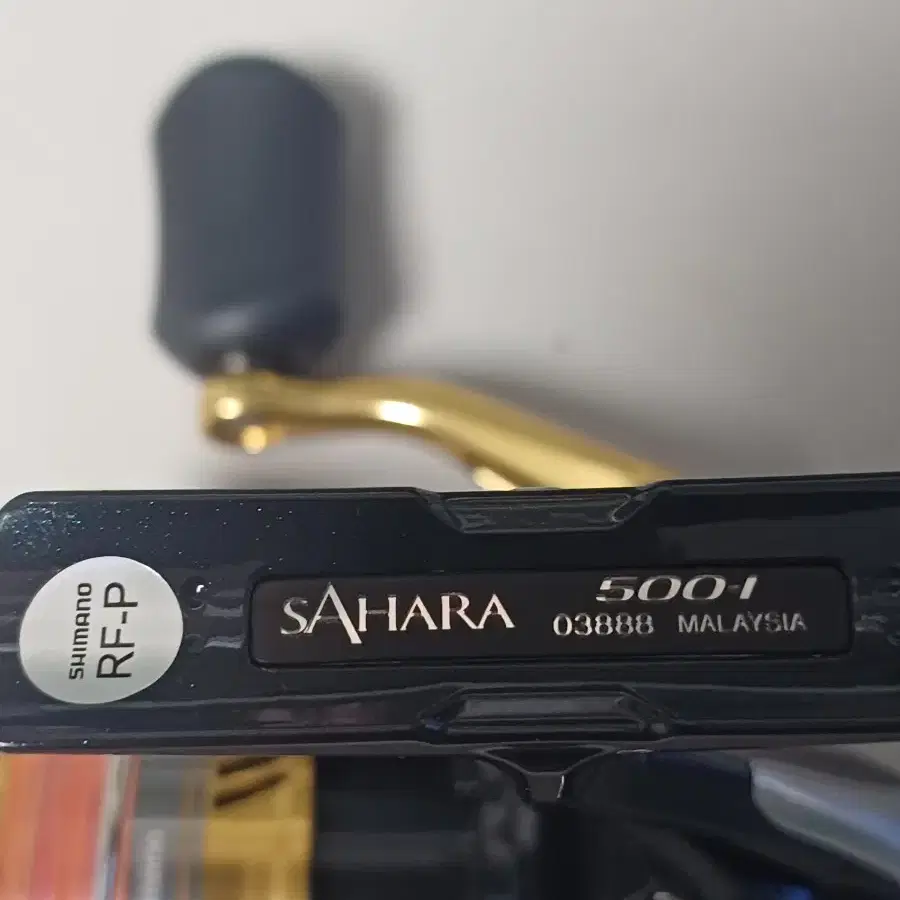 SHIMANO
RF-P
SAHARA
500-I
03888 MALAYSIA